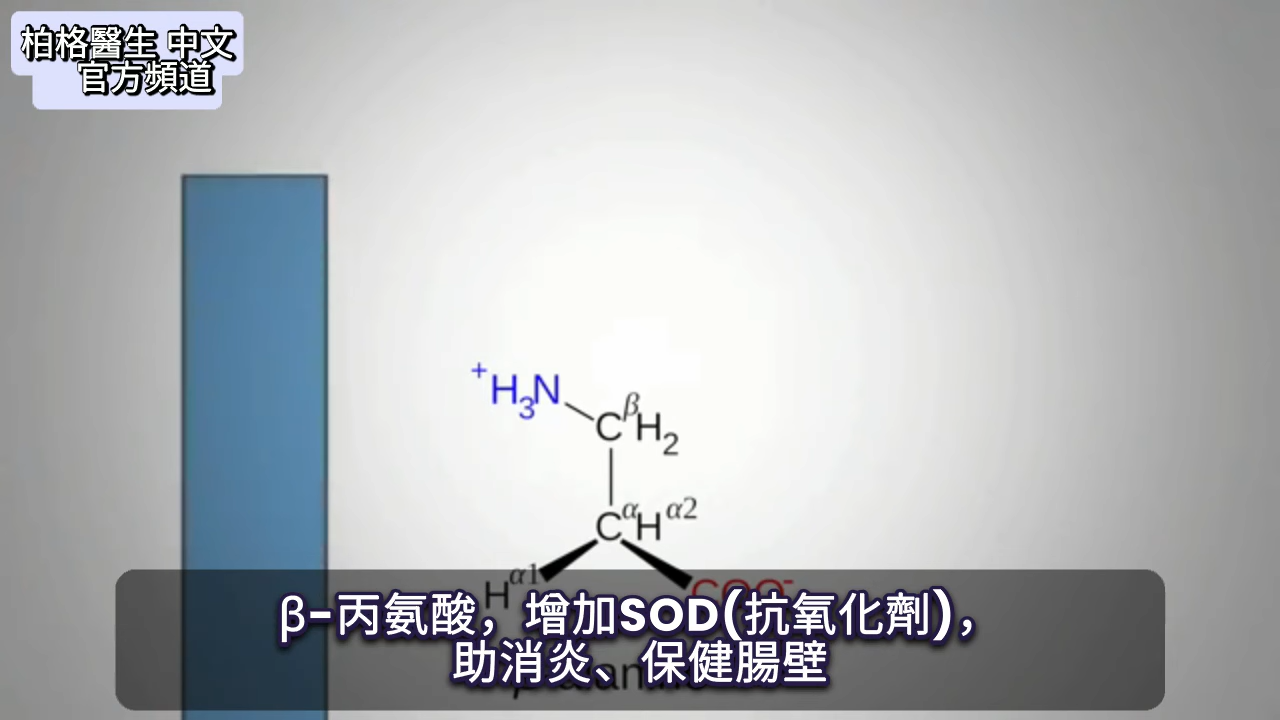 柏格醫生 中文
官方頻道
+H3N
CβH2
CαHα2
Hα1
COO-
β-丙氨酸，增加SOD(抗氧化劑)，
助消炎、保健腸壁